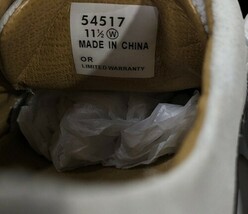 54517
11½ W
MADE IN CHINA
OR
LIMITED WARRANTY